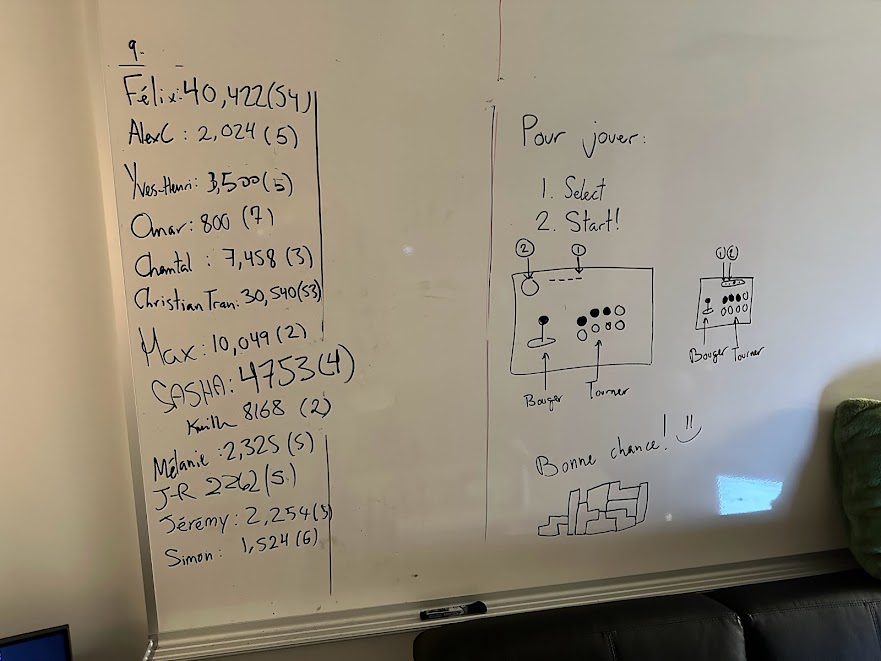 9.
Félix: 40,422 (54)
AlexC : 2,024 (5)
Yves-Henri: 3,500 (5)
Omar: 800 (7)
Chantal : 7,458 (3)
Christian Tran: 30,540 (53)
Max: 10,049 (2)
SASHA: 4753 (4)
8168 (2)
Mélanie : 2,325 (5)
J-R 2262 (5)
Jérémy : 2,254 (5)
Simon: 1,524 (6)
Pour jouer:
1. Select
2. Start!
2 1
Bouger Tourner
1 2
Bouger Tourner
Bonne chance! !!